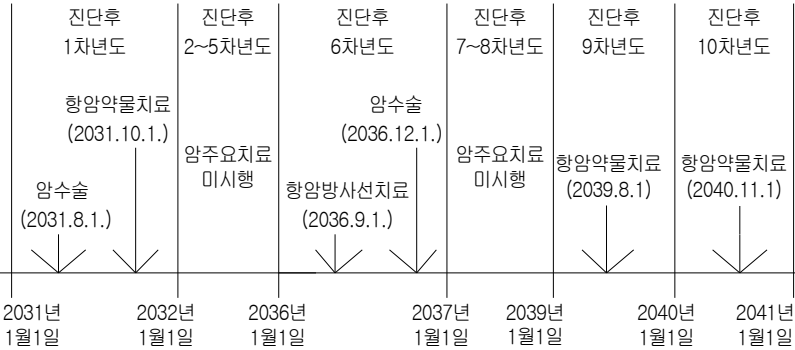 진단후
1차년도
진단후
2~5차년도
진단후
6차년도
진단후
7~8차년도
진단후
9차년도
진단후
10차년도
암수술
(2031.8.1.)
항암약물치료
(2031.10.1.)
암주요치료
미시행
항암방사선치료
(2036.9.1.)
암수술
(2036.12.1.)
암주요치료
미시행
항암약물치료
(2039.8.1)
항암약물치료
(2040.11.1)
2031년
1월1일
2032년
1월1일
2036년
1월1일
2037년
1월1일
2039년
1월1일
2040년
1월1일
2041년
1월1일